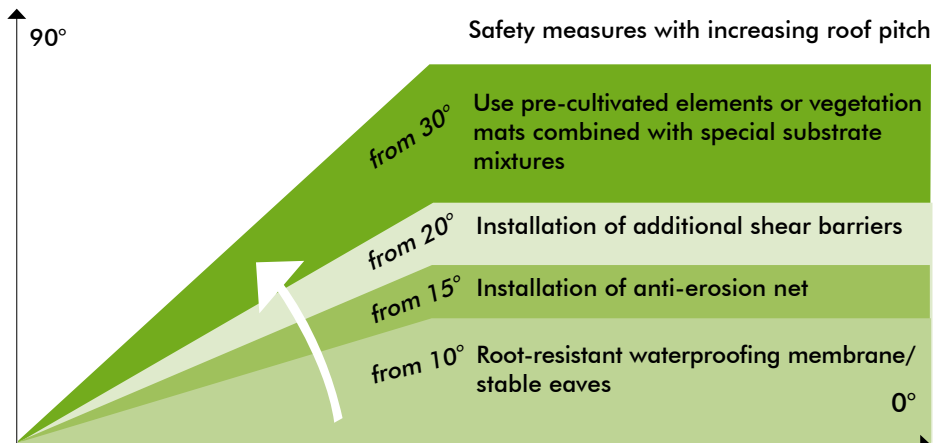 90°
Safety measures with increasing roof pitch
from 30°
Use pre-cultivated elements or vegetation
mats combined with special substrate
mixtures
from 20°
Installation of additional shear barriers
from 15°
Installation of anti-erosion net
from 10°
Root-resistant waterproofing membrane/
stable eaves
0°